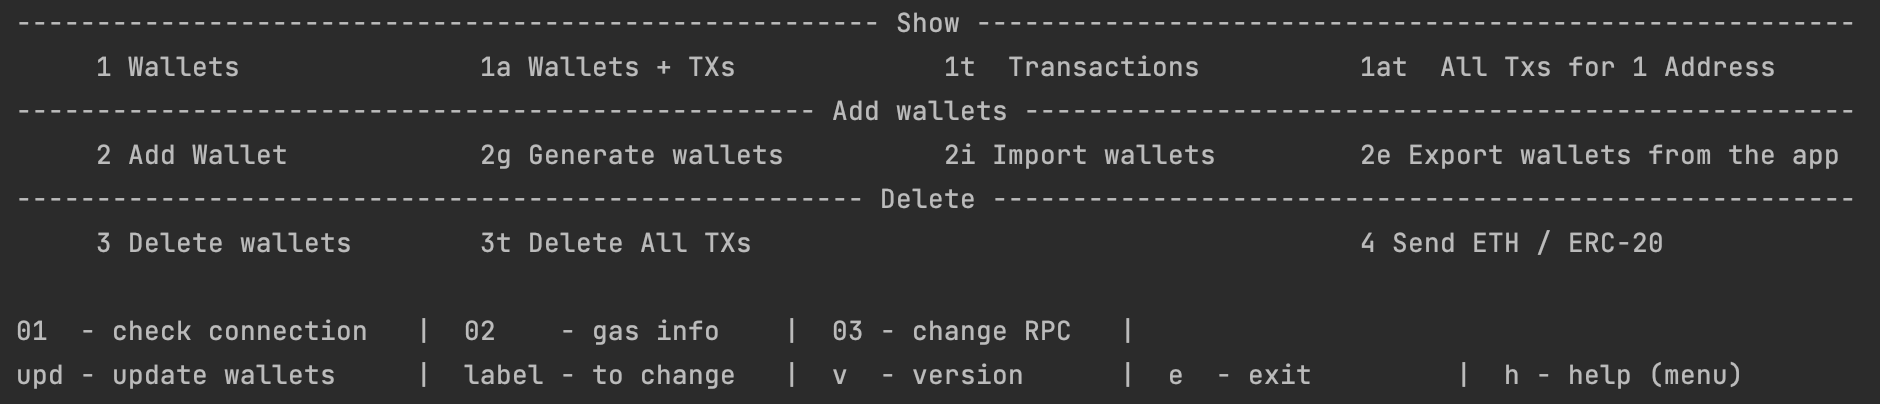 ------------------------------------------------------ Show -------------------------------------------------------
     1 Wallets               1a Wallets + TXs             1t  Transactions          1at  All Txs for 1 Address
-------------------------------------------------- Add wallets ----------------------------------------------------
     2 Add Wallet            2g Generate wallets          2i Import wallets         2e Export wallets from the app
----------------------------------------------------- Delete ------------------------------------------------------
     3 Delete wallets        3t Delete All TXs                                      4 Send ETH / ERC-20
01  - check connection   |  02    - gas info    |  03 - change RPC   |
upd - update wallets     |  label - to change   |  v  - version      |  e  - exit         |  h - help (menu)